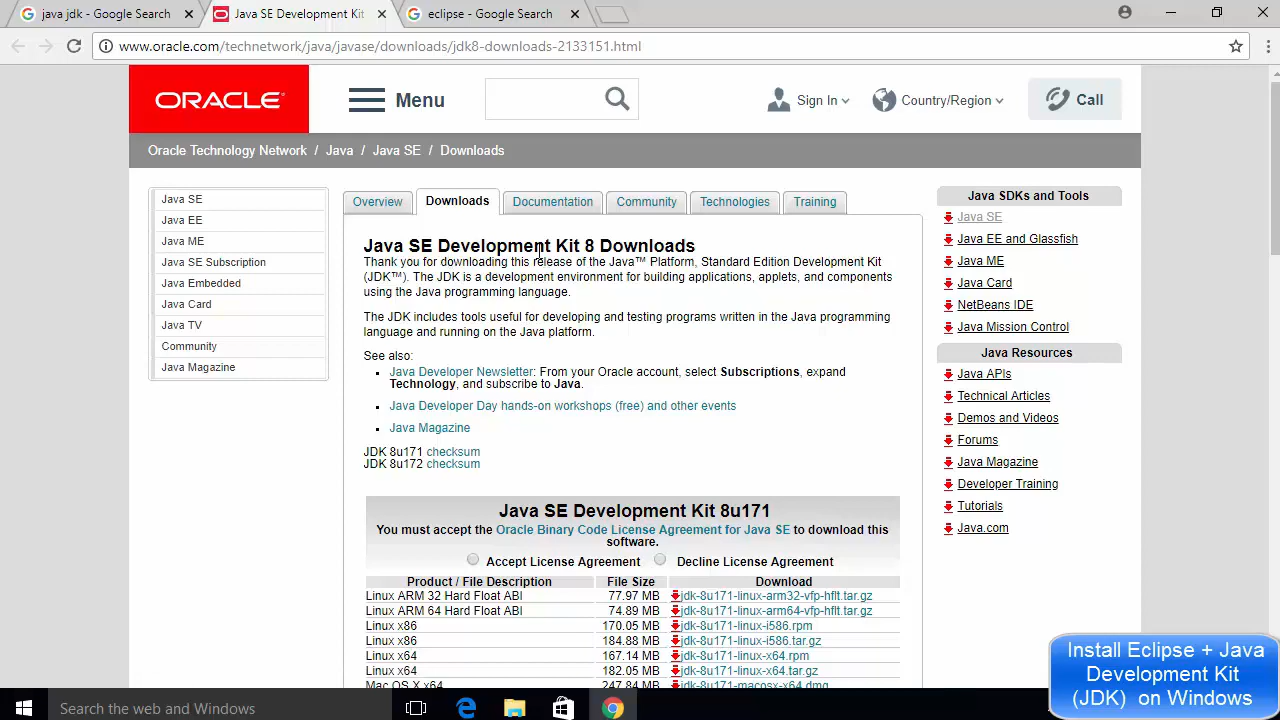 java jdk - Google Search
Java SE Development Kit
eclipse - Google Search
www.oracle.com/technetwork/java/javase/downloads/jdk8-downloads-2133151.html
ORACLE
Menu
Sign In
Country/Region
Call
Oracle Technology Network / Java / Java SE / Downloads
Java SE
Java EE
Java ME
Java SE Subscription
Java Embedded
Java Card
Java TV
Community
Java Magazine
Overview
Downloads
Documentation
Community
Technologies
Training
Java SE Development Kit 8 Downloads
Thank you for downloading this release of the Java™ Platform, Standard Edition Development Kit
(JDK™). The JDK is a development environment for building applications, applets, and components
using the Java programming language.
The JDK includes tools useful for developing and testing programs written in the Java programming
language and running on the Java platform.
See also:
Java Developer Newsletter: From your Oracle account, select Subscriptions, expand
Technology, and subscribe to Java.
Java Developer Day hands-on workshops (free) and other events
Java Magazine
JDK 8u171 checksum
JDK 8u172 checksum
Java SE Development Kit 8u171
You must accept the Oracle Binary Code License Agreement for Java SE to download this
software.
Accept License Agreement
Decline License Agreement
Product / File Description File Size Download
Linux ARM 32 Hard Float ABI 77.97 MB jdk-8u171-linux-arm32-vfp-hflt.tar.gz
Linux ARM 64 Hard Float ABI 74.89 MB jdk-8u171-linux-arm64-vfp-hflt.tar.gz
Linux x86 170.05 MB jdk-8u171-linux-i586.rpm
Linux x86 184.88 MB jdk-8u171-linux-i586.tar.gz
Linux x64 167.14 MB jdk-8u171-linux-x64.rpm
Linux x64 182.05 MB jdk-8u171-linux-x64.tar.gz
Mac OS X x64 247.84 MB jdk-8u171-macosx-x64.dmg
Java SDKs and Tools
Java SE
Java EE and Glassfish
Java ME
Java Card
NetBeans IDE
Java Mission Control
Java Resources
Java APIs
Technical Articles
Demos and Videos
Forums
Java Magazine
Developer Training
Tutorials
Java.com
Install Eclipse + Java
Development Kit
(JDK) on Windows
Search the web and Windows